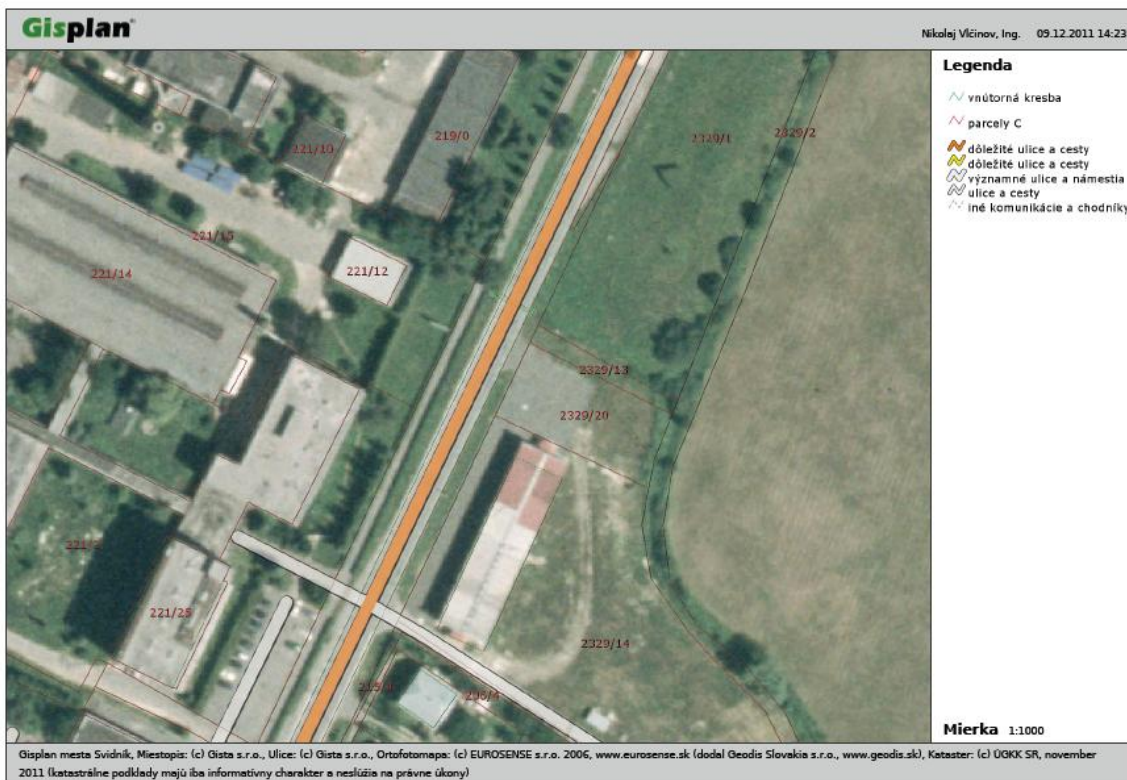 Gisplan
Nikolaj Vlčinov, Ing. 09.12.2011 14:23
Legenda
vnútorná kresba
parcely C
dôležité ulice a cesty
dôležité ulice a cesty
významné ulice a námestia
ulice a cesty
iné komunikácie a chodníky
219/0
221/10
2329/1
2329/2
221/15
221/14
221/12
2329/13
2329/20
221/25
2329/14
Mierka 1:1000
Gisplan mesta Svidník, Miestopis: (c) Gista s.r.o., Ulice: (c) Gista s.r.o., Ortofotomapa: (c) EUROSENSE s.r.o. 2006, www.eurosense.sk (dodal Geodis Slovakia s.r.o., www.geodis.sk), Kataster: (c) ÚGKK SR, november
2011 (katastrálne podklady majú iba informatívny charakter a neslúžia na právne úkony)